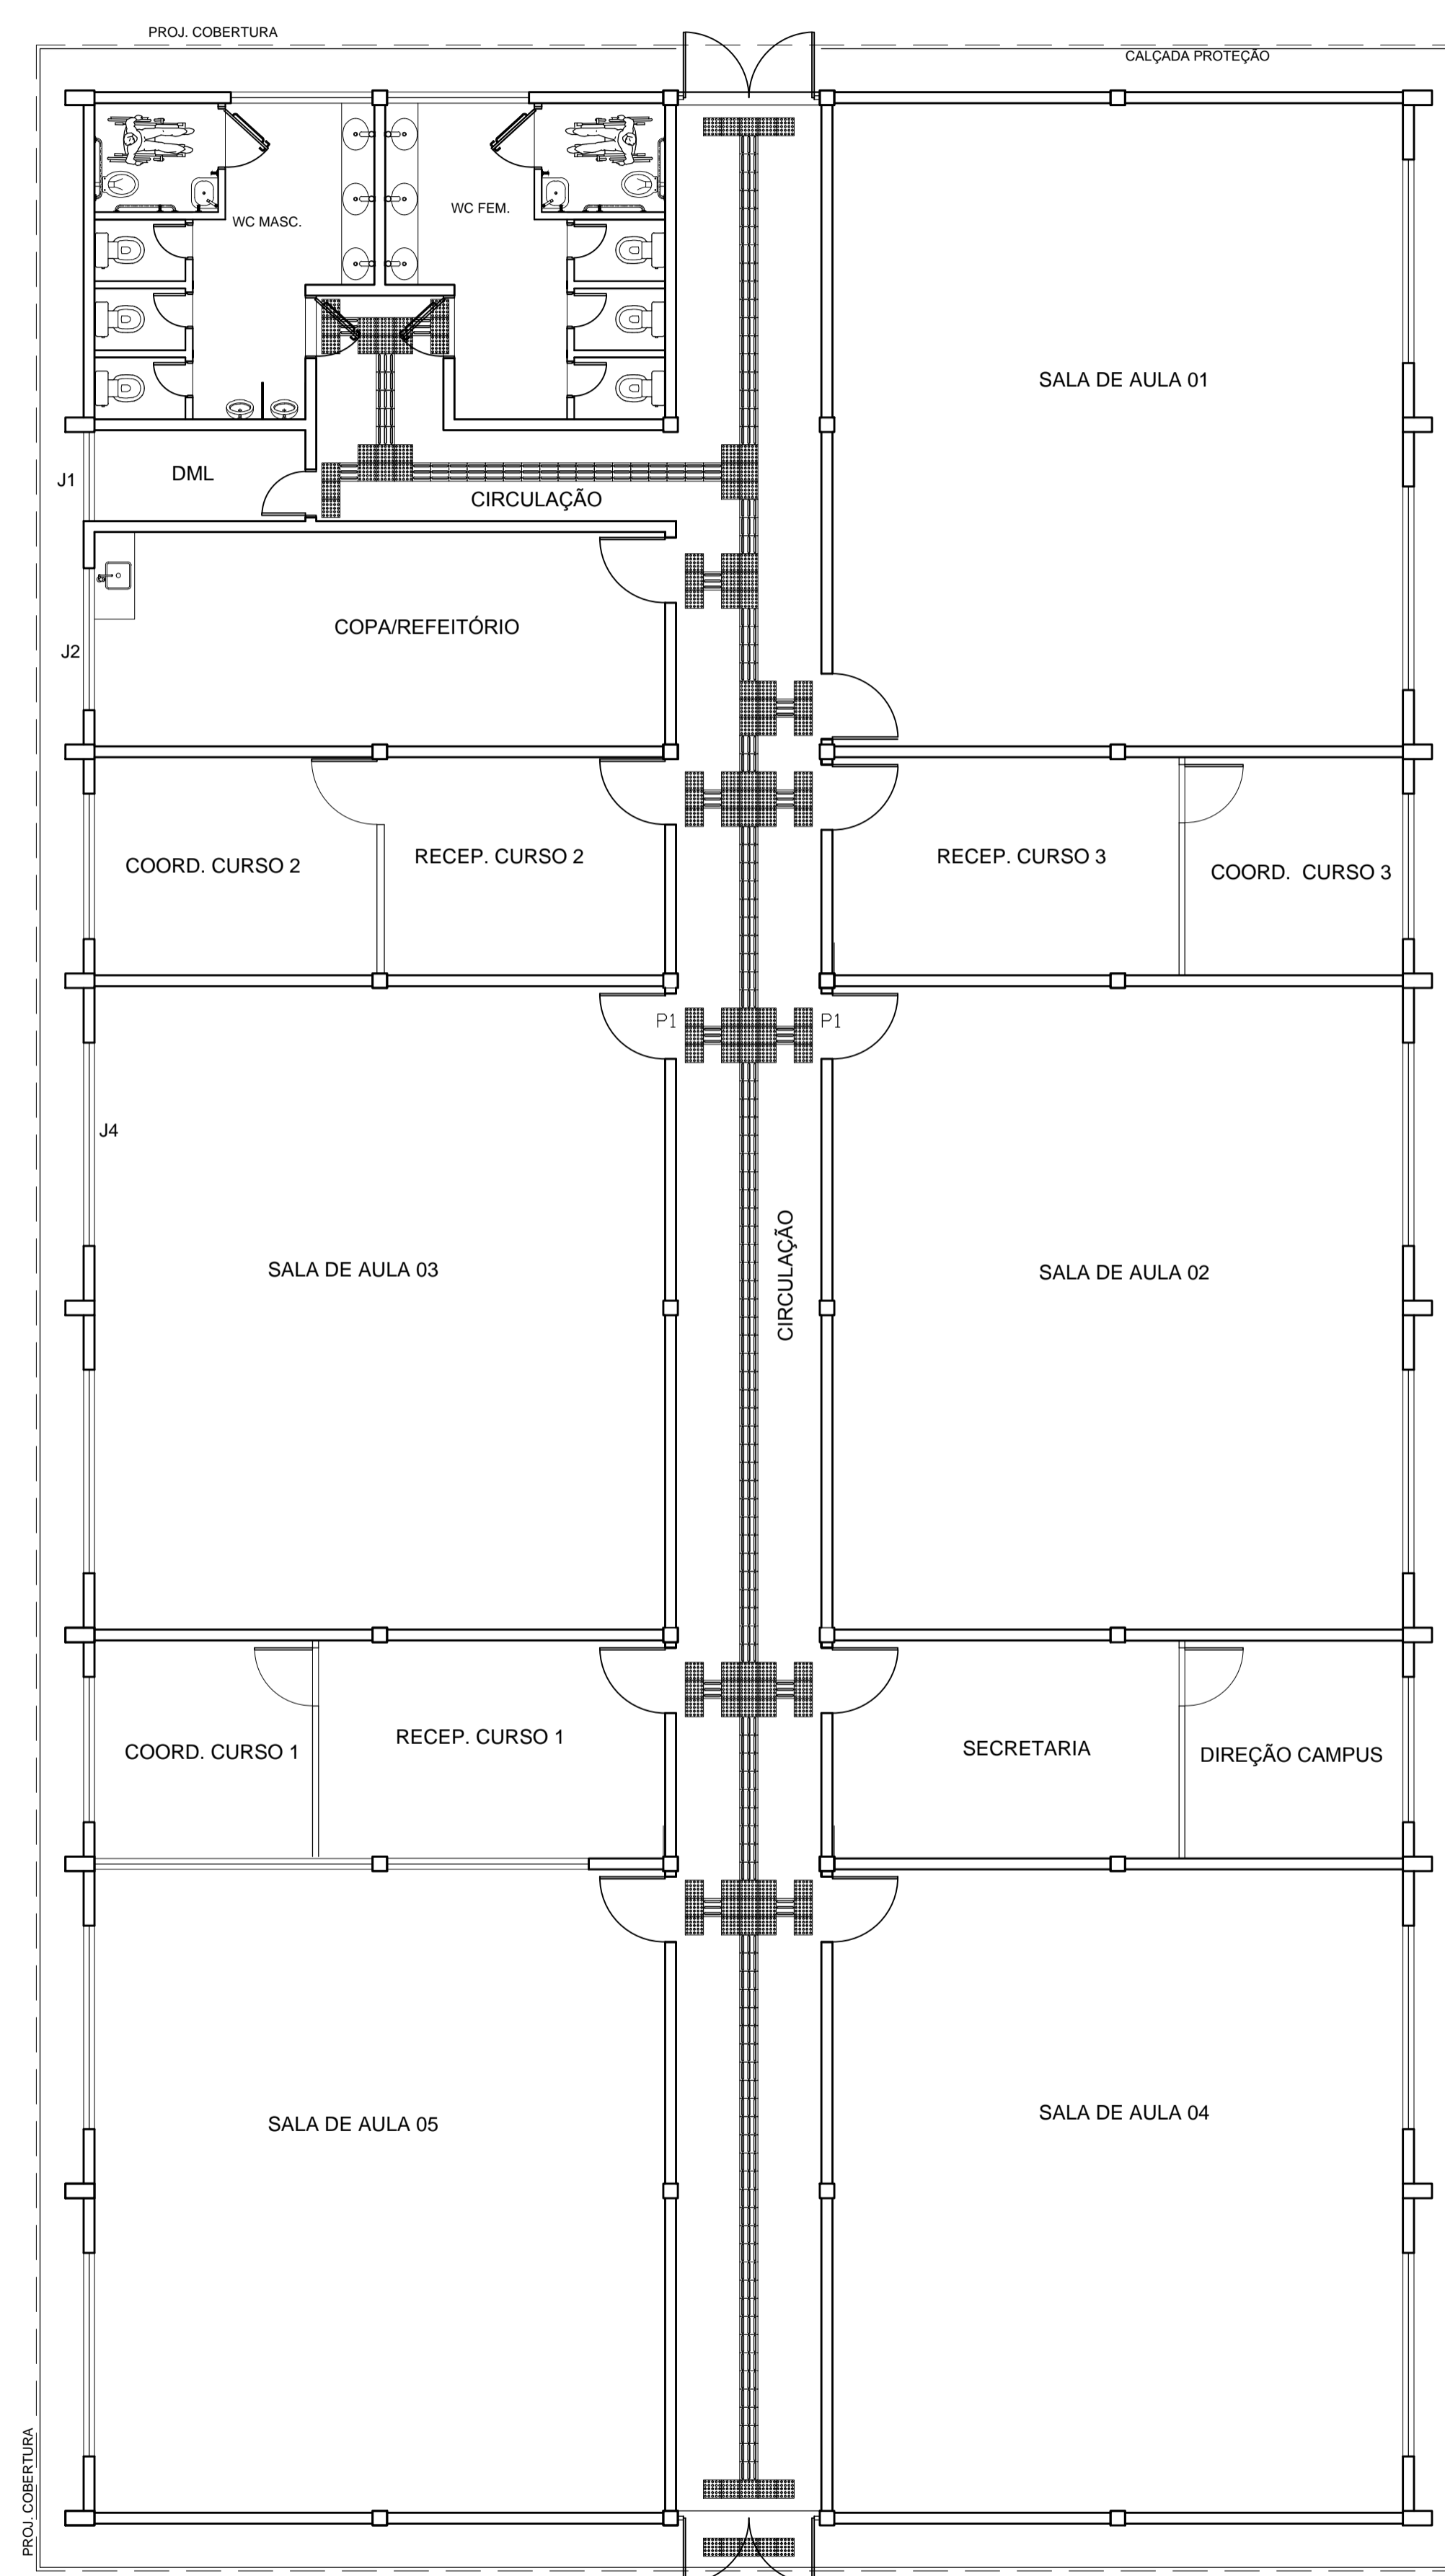 PROJ. COBERTURA
CALÇADA PROTEÇÃO
WC MASC.
WC FEM.
SALA DE AULA 01
J1
DML
CIRCULAÇÃO
COPA/REFEITÓRIO
J2
COORD. CURSO 2
RECEP. CURSO 2
RECEP. CURSO 3
COORD.  CURSO 3
P1
P1
J4
CIRCULAÇÃO
SALA DE AULA 03
SALA DE AULA 02
COORD. CURSO 1
RECEP. CURSO 1
SECRETARIA
DIREÇÃO CAMPUS
SALA DE AULA 05
SALA DE AULA 04
PROJ. COBERTURA